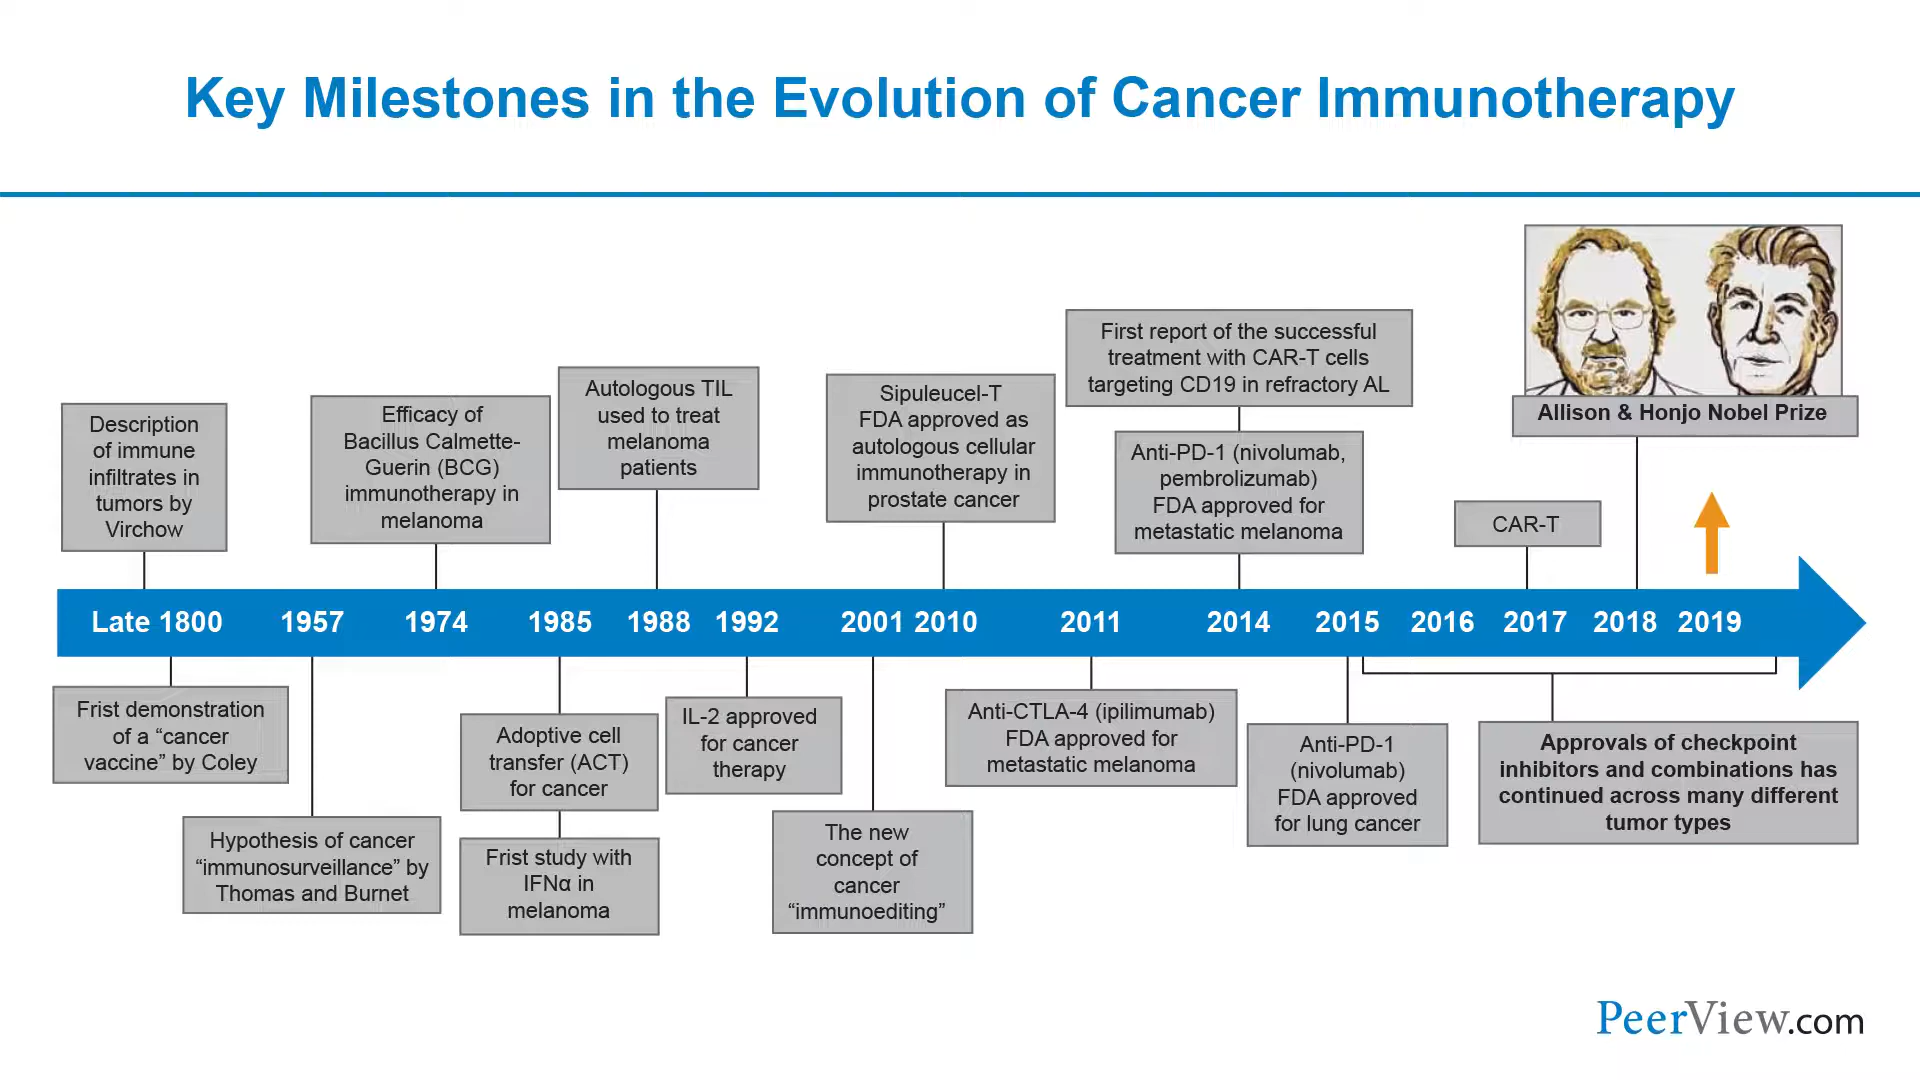 Key Milestones in the Evolution of Cancer Immunotherapy
Description
of immune
infiltrates in
tumors by
Virchow
Efficacy of
Bacillus Calmette-
Guerin (BCG)
immunotherapy in
melanoma
Autologous TIL
used to treat
melanoma
patients
Sipuleucel-T
FDA approved as
autologous cellular
immunotherapy in
prostate cancer
First report of the successful
treatment with CAR-T cells
targeting CD19 in refractory AL
Anti-PD-1 (nivolumab,
pembrolizumab)
FDA approved for
metastatic melanoma
CAR-T
Allison & Honjo Nobel Prize
Late 1800 1957 1974 1985 1988 1992 2001 2010 2011 2014 2015 2016 2017 2018 2019
Frist demonstration
of a “cancer
vaccine” by Coley
Hypothesis of cancer
“immunosurveillance” by
Thomas and Burnet
Adoptive cell
transfer (ACT)
for cancer
Frist study with
IFNα in
melanoma
IL-2 approved
for cancer
therapy
The new
concept of
cancer
“immunoediting”
Anti-CTLA-4 (ipilimumab)
FDA approved for
metastatic melanoma
Anti-PD-1
(nivolumab)
FDA approved
for lung cancer
Approvals of checkpoint
inhibitors and combinations has
continued across many different
tumor types
PeerView.com